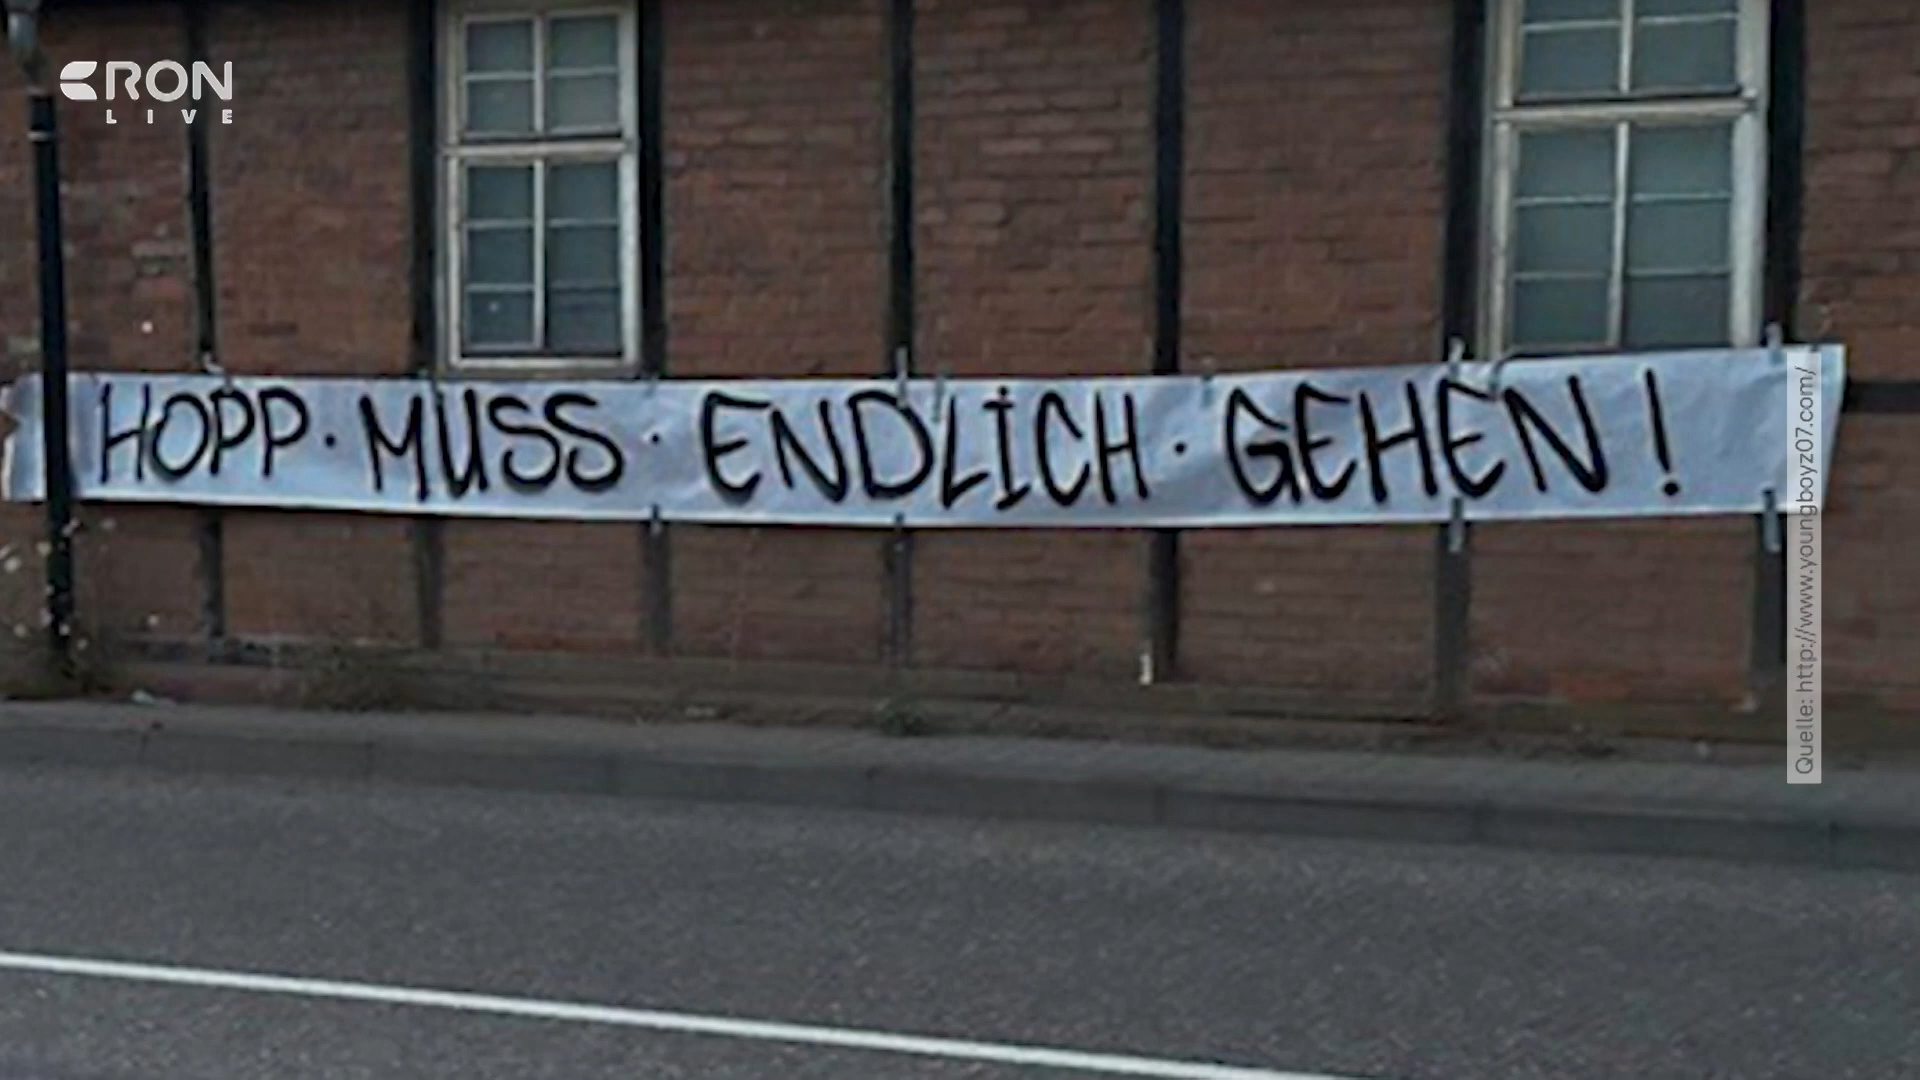 RON
LIVE
HOPP · MUSS · ENDLICH · GEHEN !
Quelle: http://www.youngboyz07.com/